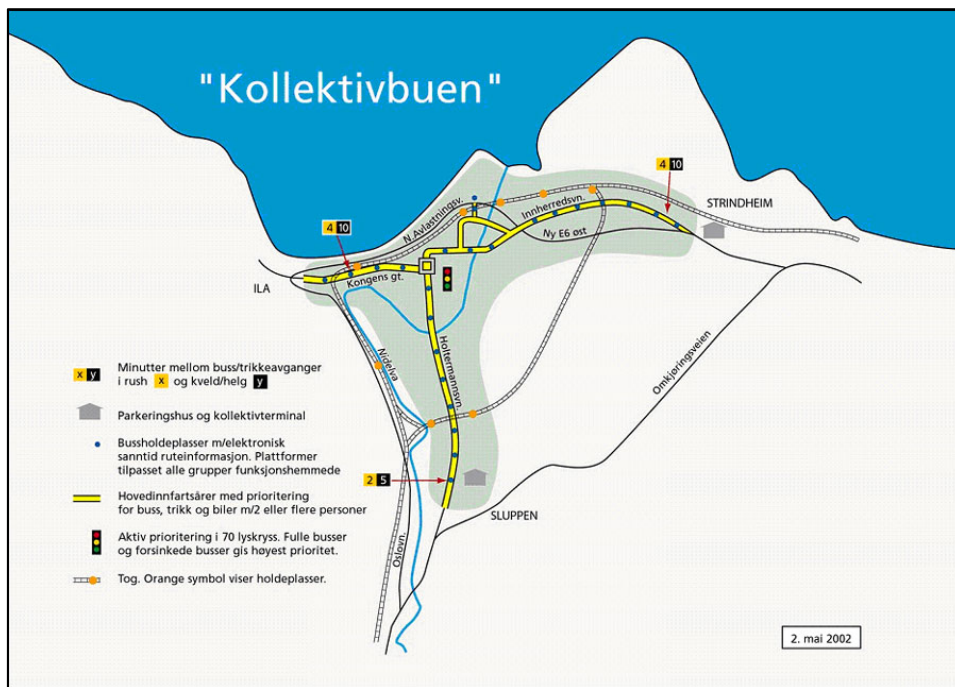 "Kollektivbuen"
4 10
STRINDHEIM
Innherredsvn.
N.Avlastningsv.
Ny E6 øst
4 10
Kongens gt.
ILA
Holtermannsvn.
Nidelva
Omkjøringsveien
2 5
SLUPPEN
Oslovn.
x y Minutter mellom buss/trikkeavganger
i rush x og kveld/helg y
Parkeringshus og kollektivterminal
Bussholdeplasser m/elektronisk
sanntid ruteinformasjon. Plattformer
tilpasset alle grupper funksjonshemmede
Hovedinnfartsårer med prioritering
for buss, trikk og biler m/2 eller flere personer
Aktiv prioritering i 70 lyskryss. Fulle busser
og forsinkede busser gis høyest prioritet.
Tog. Orange symbol viser holdeplasser.
2. mai 2002